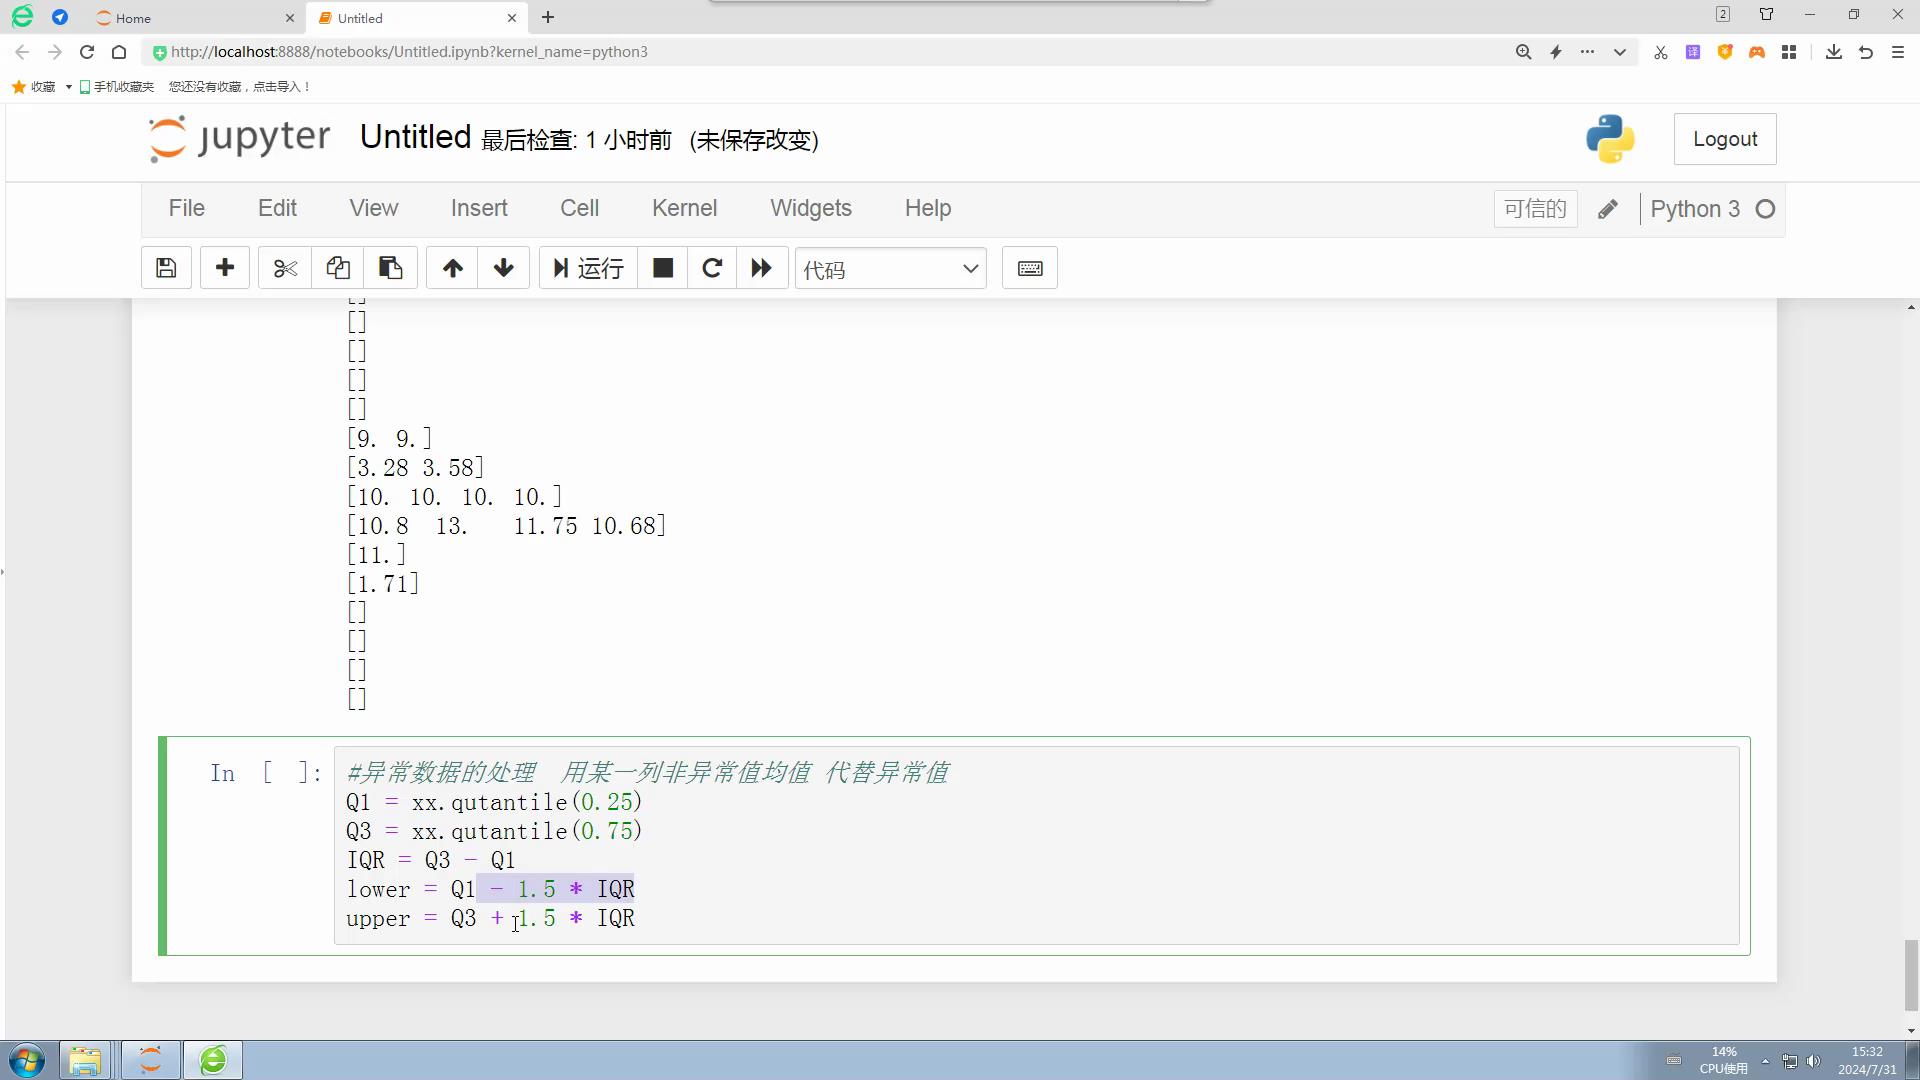 Home
Untitled
2
http://localhost:8888/notebooks/Untitled.ipynb?kernel_name=python3
译
收藏 手机收藏夹 您还没有收藏，点击导入！
jupyter Untitled 最后检查: 1 小时前 (未保存改变)
Logout
File Edit View Insert Cell Kernel Widgets Help
可信的 Python 3
运行 代码
[]
[]
[]
[]
[]
[9. 9.]
[3.28 3.58]
[10. 10. 10. 10.]
[10.8 13. 11.75 10.68]
[11.]
[1.71]
[]
[]
[]
[]
In [ ]:
#异常数据的处理 用某一列非异常值均值 代替异常值
Q1 = xx.qutantile(0.25)
Q3 = xx.qutantile(0.75)
IQR = Q3 - Q1
lower = Q1 - 1.5 * IQR
upper = Q3 + 1.5 * IQR
14%
CPU使用
15:32
2024/7/31